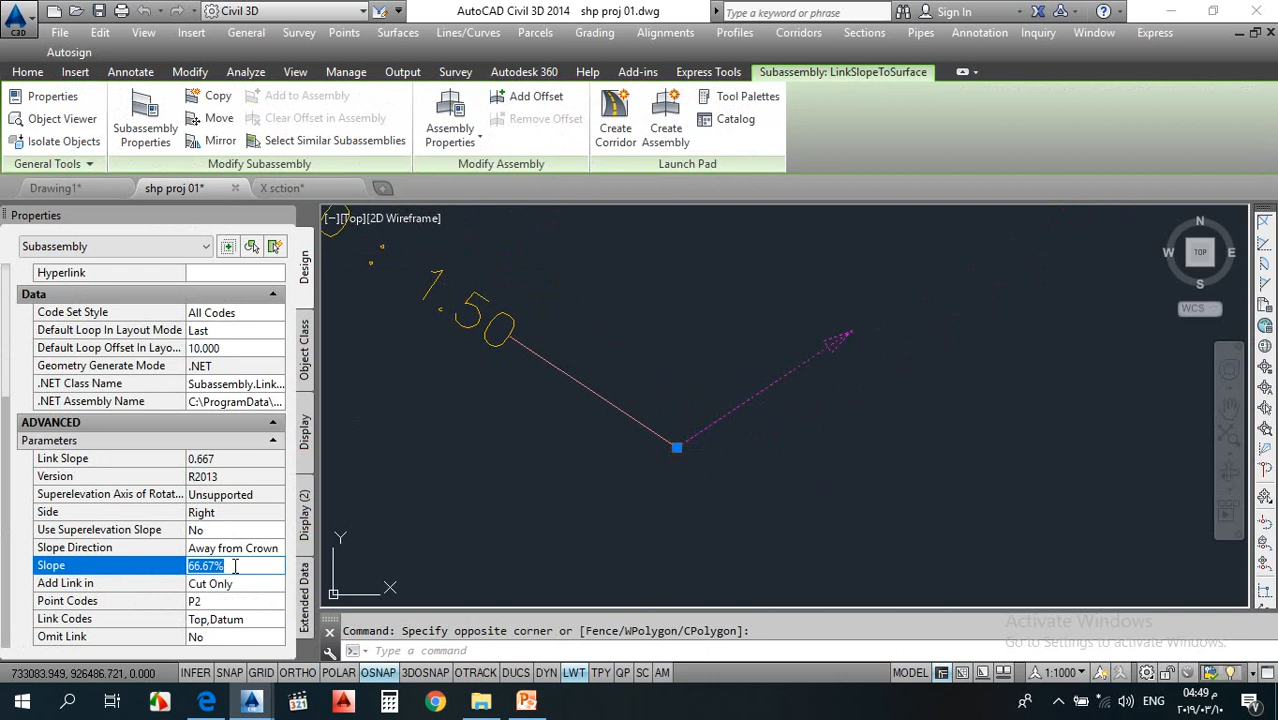 Civil 3D
AutoCAD Civil 3D 2014 shp proj 01.dwg
Type a keyword or phrase
Sign In
C3D
File Edit View Insert General Survey Points Surfaces Lines/Curves Parcels Grading Alignments Profiles Corridors Sections Pipes Annotation Inquiry Window Express
Autosign
Home Insert Annotate Modify Analyze View Manage Output Survey Autodesk 360 Help Add-ins Express Tools Subassembly: LinkSlopeToSurface
Properties
Object Viewer
Isolate Objects
General Tools
Subassembly Properties
Copy
Move
Mirror
Add to Assembly
Clear Offset in Assembly
Select Similar Subassemblies
Modify Subassembly
Assembly Properties
Add Offset
Remove Offset
Modify Assembly
Create Corridor
Create Assembly
Tool Palettes
Catalog
Launch Pad
Drawing1* shp proj 01* X sction*
Properties
Subassembly
Hyperlink
Data
Code Set Style All Codes
Default Loop In Layout Mode Last
Default Loop Offset In Layo... 10.000
Geometry Generate Mode .NET
.NET Class Name Subassembly.Link...
.NET Assembly Name C:\ProgramData\...
ADVANCED
Parameters
Link Slope 0.667
Version R2013
Superelevation Axis of Rotat... Unsupported
Side Right
Use Superelevation Slope No
Slope Direction Away from Crown
Slope 66.67%
Add Link in Cut Only
Point Codes P2
Link Codes Top,Datum
Omit Link No
Design
Object Class
Display
Display (2)
Extended Data
[−][Top][2D Wireframe]
: 1.50
N
W TOP E
S
WCS
Y
X
Activate Windows
Go to Settings to activate Windows.
Command: Specify opposite corner or [Fence/WPolygon/CPolygon]:
Type a command
733083.949, 926486.721, 0.000 INFER SNAP GRID ORTHO POLAR OSNAP 3DOSNAP OTRACK DUCS DYN LWT TPY QP SC AM MODEL 1:1000
ENG
04:49 م
٢٠١٩/٠٣/١٠